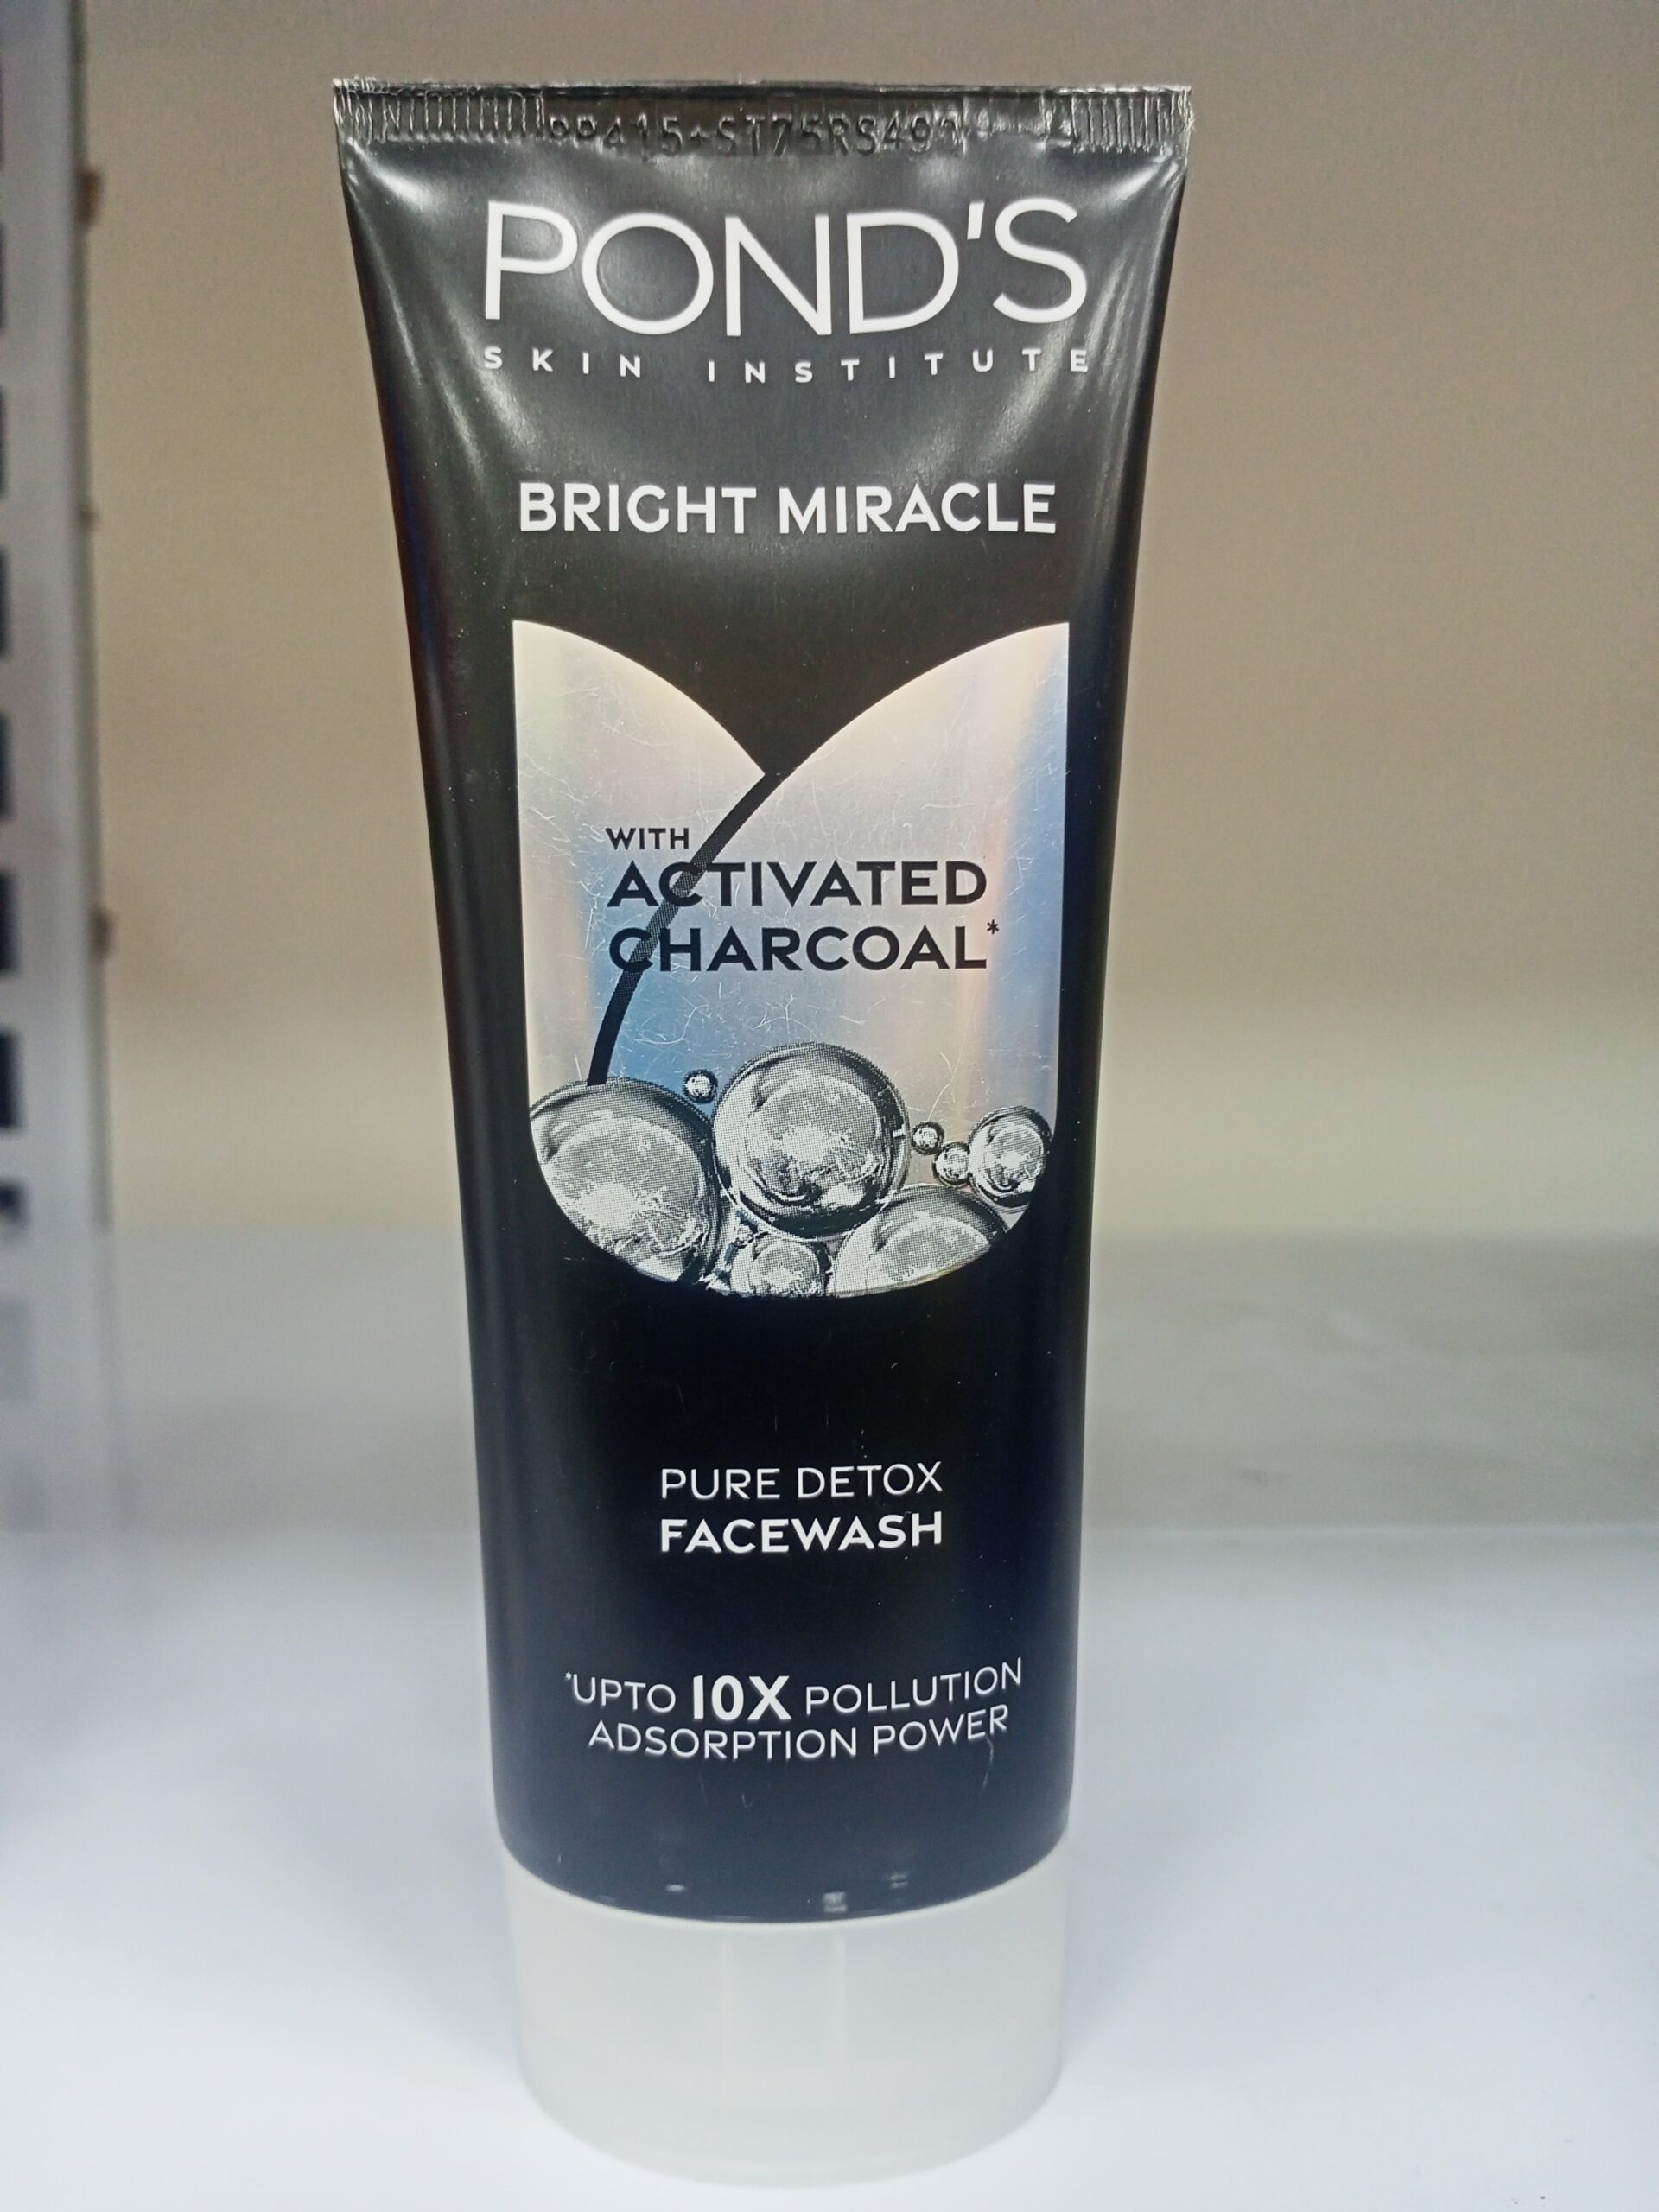 POND'S
SKIN INSTITUTE
BRIGHT MIRACLE
WITH
ACTIVATED
CHARCOAL*
PURE DETOX
FACEWASH
*UPTO 10X POLLUTION
ADSORPTION POWER